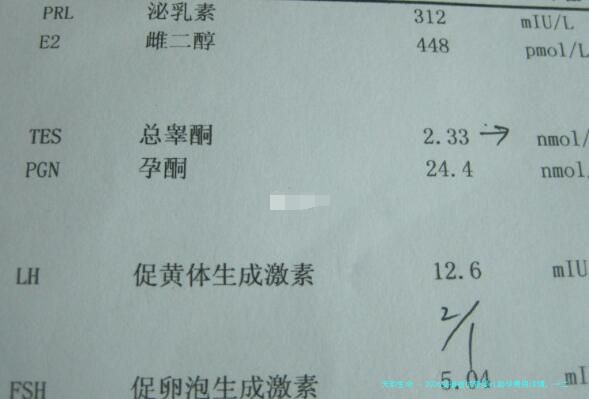 PRL 泌乳素 312 mIU/L
E2 雌二醇 448 pmol/L
TES 总睾酮 2.33 → nmol/
PGN 孕酮 24.4 nmol/
LH 促黄体生成激素 12.6 mIU
2/1
FSH 促卵泡生成激素 5.04 mI